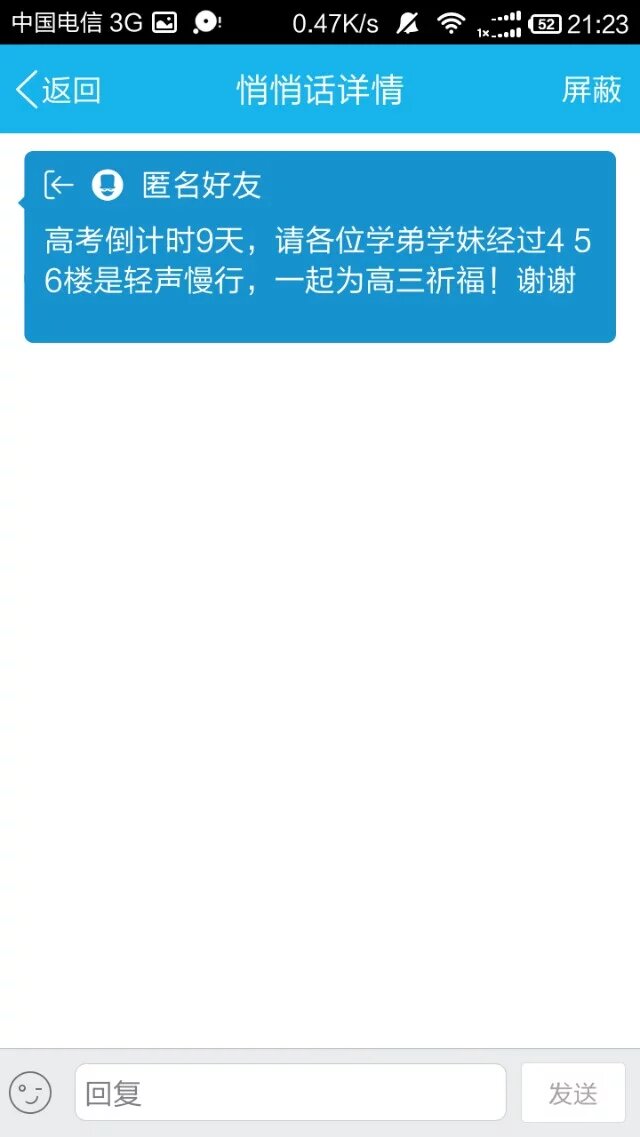 中国电信 3G 0.47K/s 1x 52 21:23
返回 悄悄话详情 屏蔽
匿名好友
高考倒计时9天，请各位学弟学妹经过4 5
6楼是轻声慢行，一起为高三祈福！谢谢
回复 发送